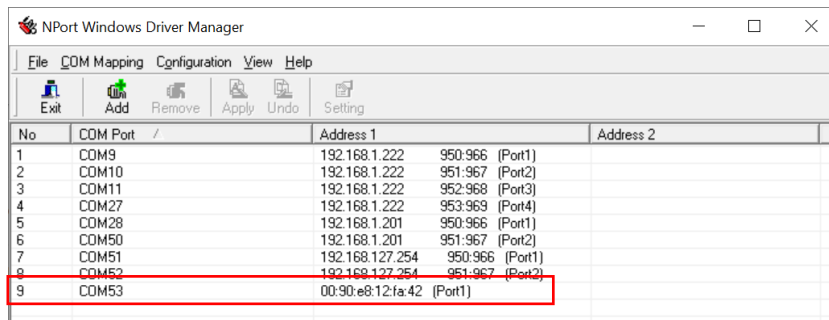 NPort Windows Driver Manager
File COM Mapping Configuration View Help
Exit Add Remove Apply Undo Setting
No COM Port Address 1 Address 2
1 COM9 192.168.1.222 950:966 (Port1)
2 COM10 192.168.1.222 951:967 (Port2)
3 COM11 192.168.1.222 952:968 (Port3)
4 COM27 192.168.1.222 953:969 (Port4)
5 COM28 192.168.1.201 950:966 (Port1)
6 COM50 192.168.1.201 951:967 (Port2)
7 COM51 192.168.127.254 950:966 (Port1)
8 COM52 192.168.127.254 951:967 (Port2)
9 COM53 00:90:e8:12:fa:42 (Port1)